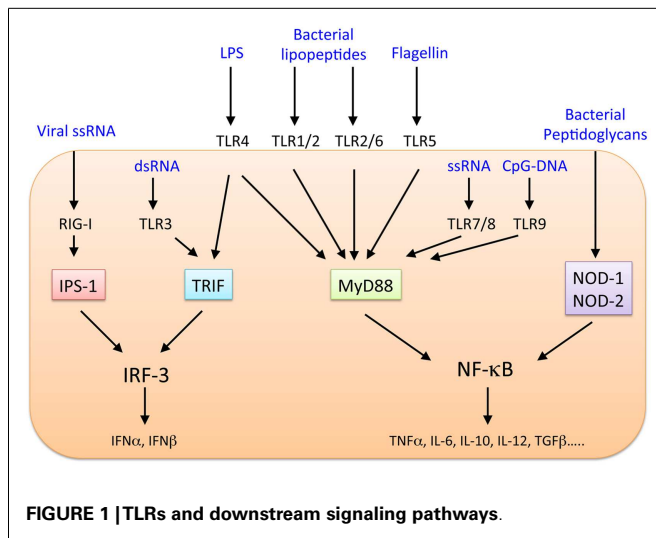 LPS
Bacterial
lipopeptides
Flagellin
Viral ssRNA
Bacterial
Peptidoglycans
TLR4
TLR1/2
TLR2/6
TLR5
dsRNA
ssRNA
CpG-DNA
RIG-I
TLR3
TLR7/8
TLR9
IPS-1
TRIF
MyD88
NOD-1
NOD-2
IRF-3
NF-κB
IFNα, IFNβ
TNFα, IL-6, IL-10, IL-12, TGFβ.....
FIGURE 1 | TLRs and downstream signaling pathways.